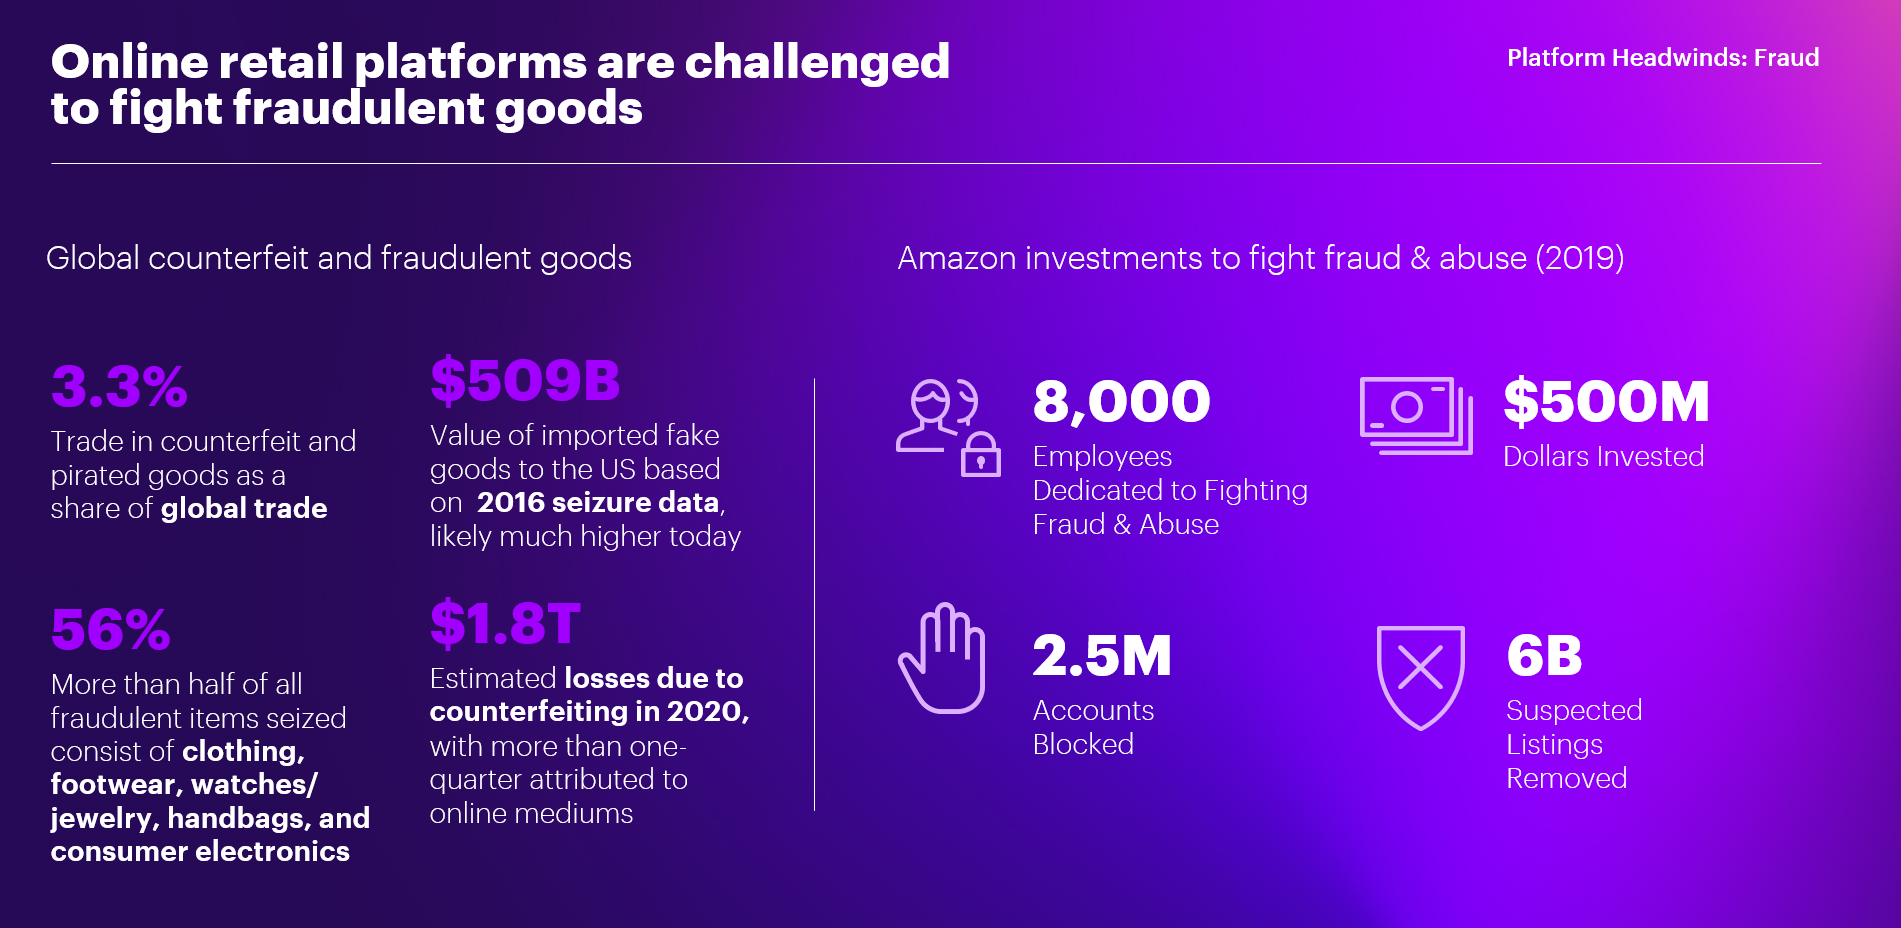 Online retail platforms are challenged
to fight fraudulent goods
Platform Headwinds: Fraud
Global counterfeit and fraudulent goods
3.3%
Trade in counterfeit and
pirated goods as a
share of global trade
$509B
Value of imported fake
goods to the US based
on 2016 seizure data,
likely much higher today
56%
More than half of all
fraudulent items seized
consist of clothing,
footwear, watches/
jewelry, handbags, and
consumer electronics
$1.8T
Estimated losses due to
counterfeiting in 2020,
with more than one-
quarter attributed to
online mediums
Amazon investments to fight fraud & abuse (2019)
8,000
Employees
Dedicated to Fighting
Fraud & Abuse
$500M
Dollars Invested
2.5M
Accounts
Blocked
6B
Suspected
Listings
Removed